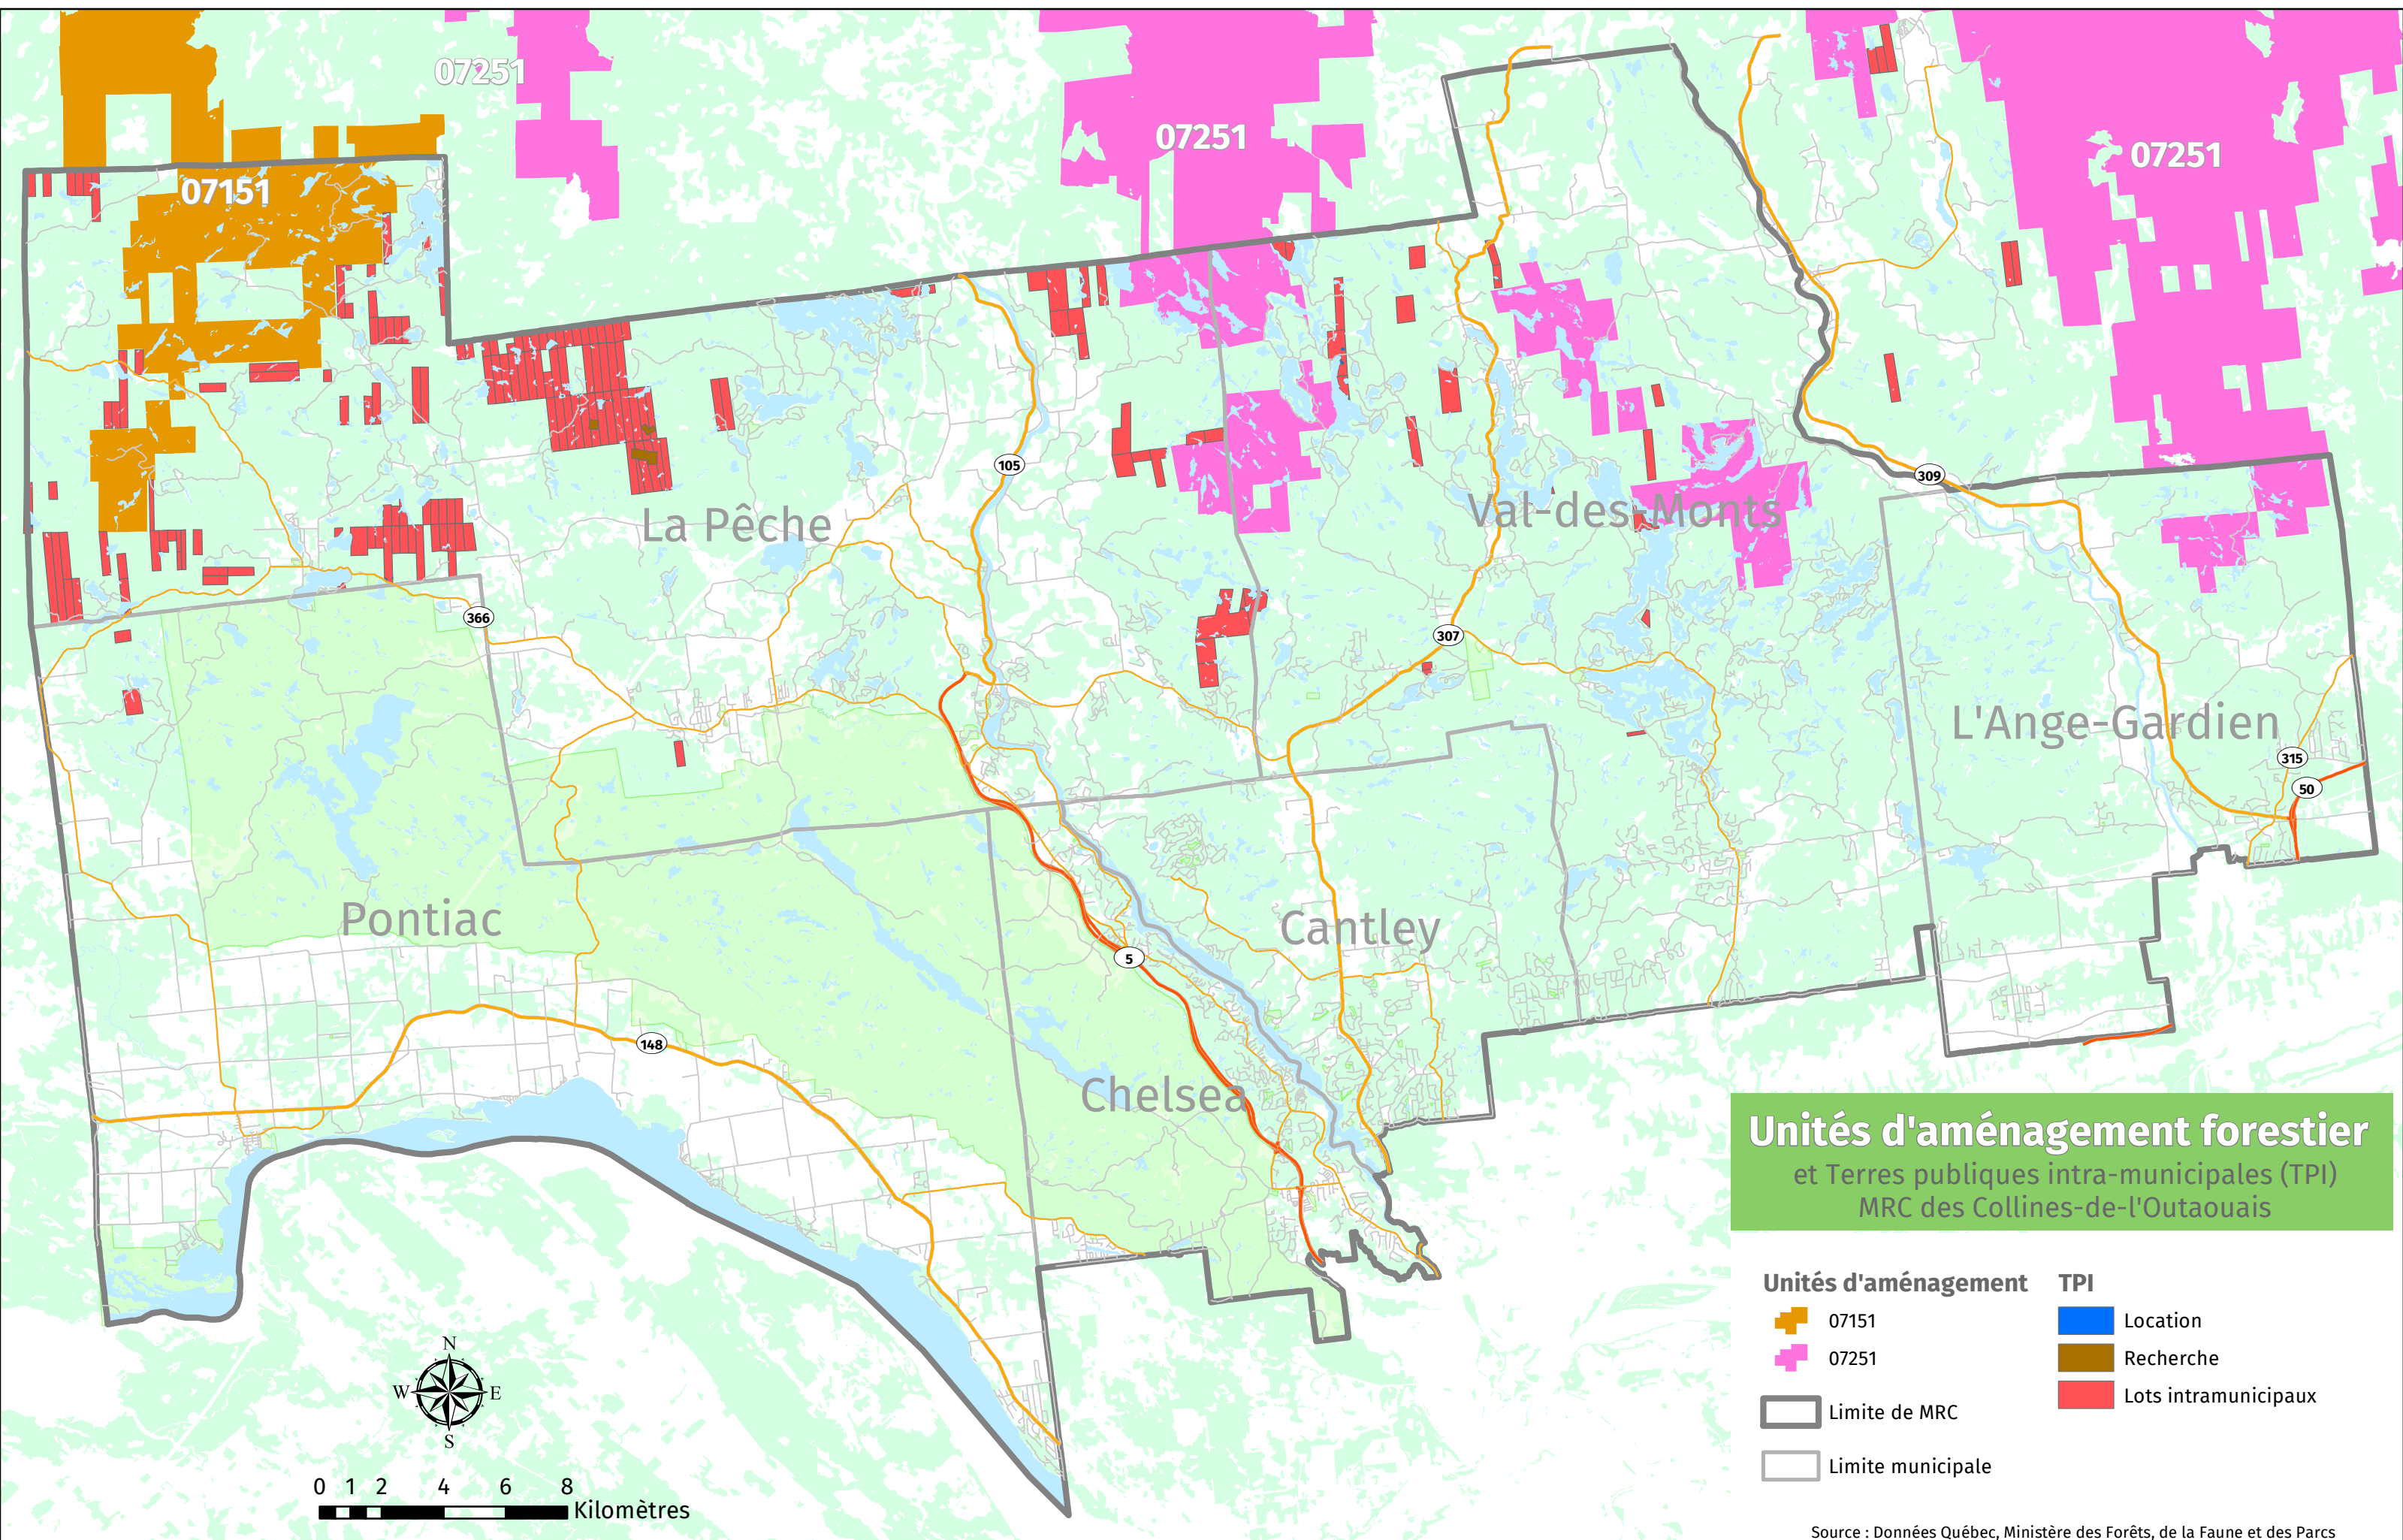 07251
07251
07251
07151
105
309
La Pêche
Val-des-Monts
366
307
L'Ange-Gardien
315
50
Pontiac
Cantley
5
148
Chelsea
Unités d'aménagement forestier
et Terres publiques intra-municipales (TPI)
MRC des Collines-de-l'Outaouais
Unités d'aménagement
07151
07251
Limite de MRC
Limite municipale
TPI
Location
Recherche
Lots intramunicipaux
N
W E
S
0 1 2 4 6 8
Kilomètres
Source : Données Québec, Ministère des Forêts, de la Faune et des Parcs